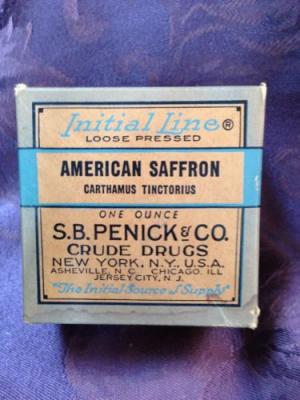 Initial Line®
LOOSE PRESSED
AMERICAN SAFFRON
CARTHAMUS TINCTORIUS
ONE OUNCE
S.B. PENICK & CO.
CRUDE DRUGS
NEW YORK, N.Y., U.S.A.
ASHEVILLE, N.C. CHICAGO, ILL.
JERSEY CITY, N.J.
"The Initial Source of Supply"